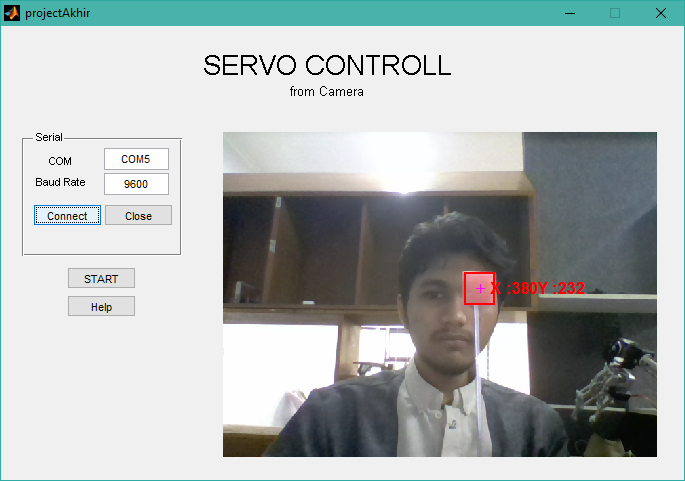 projectAkhir
SERVO CONTROLL
from Camera
Serial
COM
COM5
Baud Rate
9600
Connect
Close
START
Help
X :380Y :232